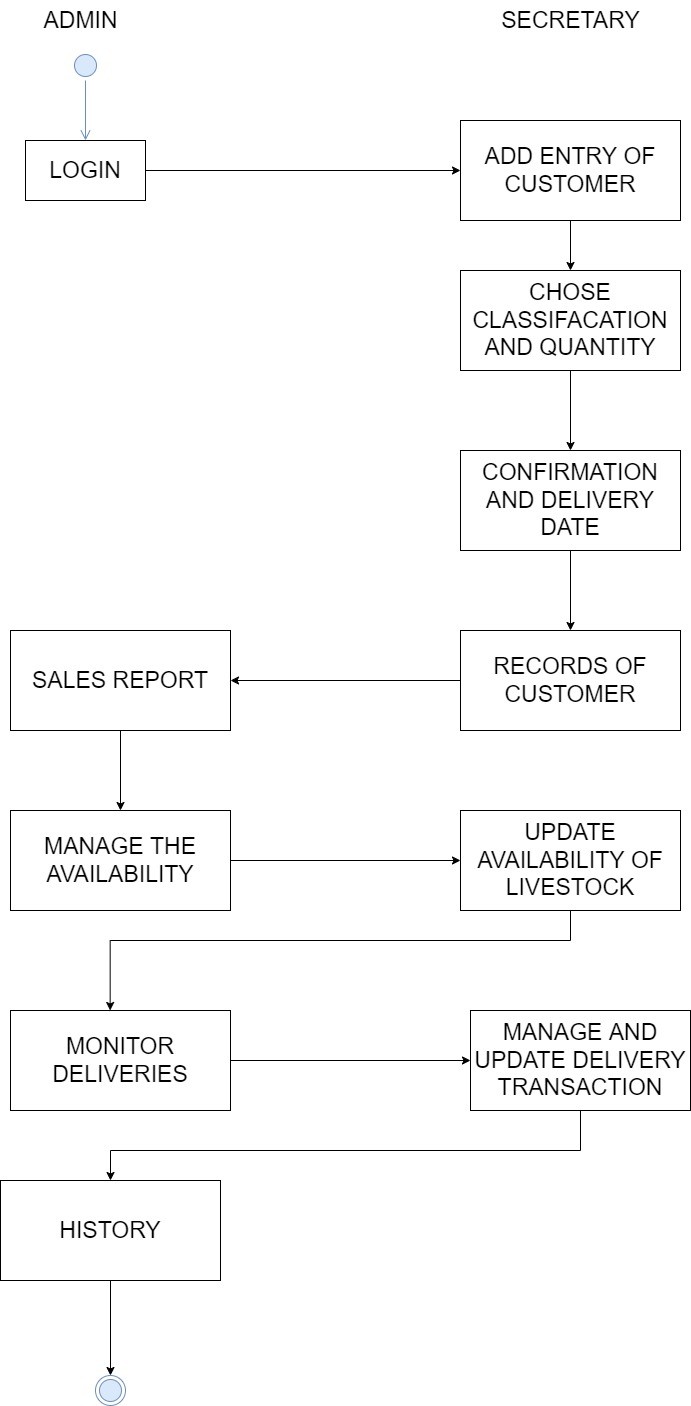 ADMIN
SECRETARY
LOGIN
ADD ENTRY OF
CUSTOMER
CHOSE
CLASSIFACATION
AND QUANTITY
CONFIRMATION
AND DELIVERY
DATE
SALES REPORT
RECORDS OF
CUSTOMER
MANAGE THE
AVAILABILITY
UPDATE
AVAILABILITY OF
LIVESTOCK
MONITOR
DELIVERIES
MANAGE AND
UPDATE DELIVERY
TRANSACTION
HISTORY